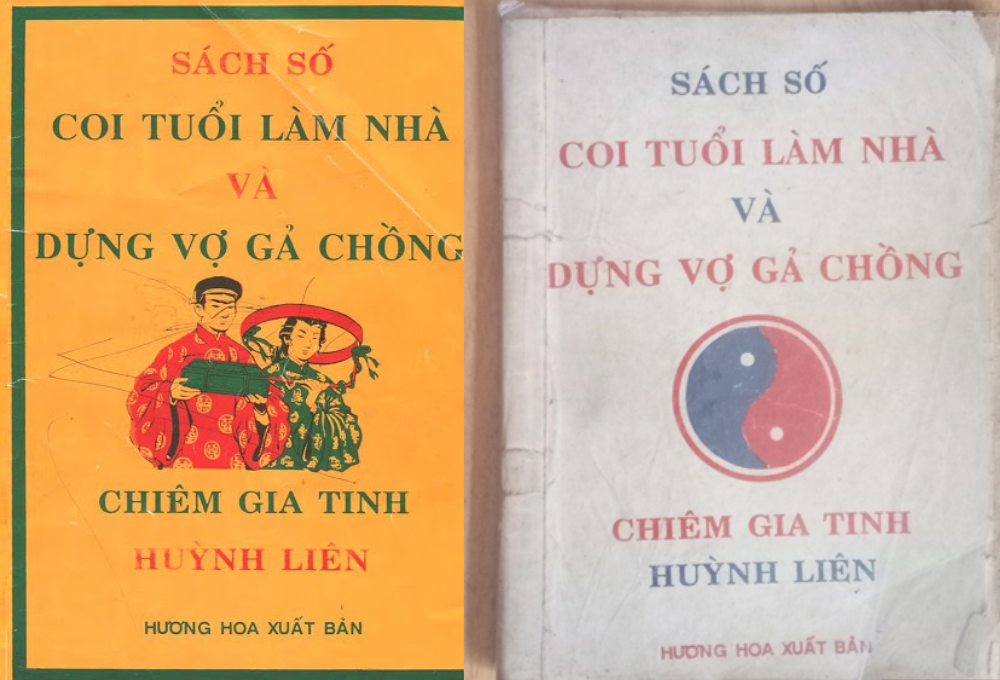 SÁCH SỐ
COI TUỔI LÀM NHÀ
VÀ
DỰNG VỢ GẢ CHỒNG
CHIÊM GIA TINH
HUỲNH LIÊN
HƯƠNG HOA XUẤT BẢN
SÁCH SỐ
COI TUỔI LÀM NHÀ
VÀ
DỰNG VỢ GẢ CHỒNG
CHIÊM GIA TINH
HUỲNH LIÊN
HƯƠNG HOA XUẤT BẢN